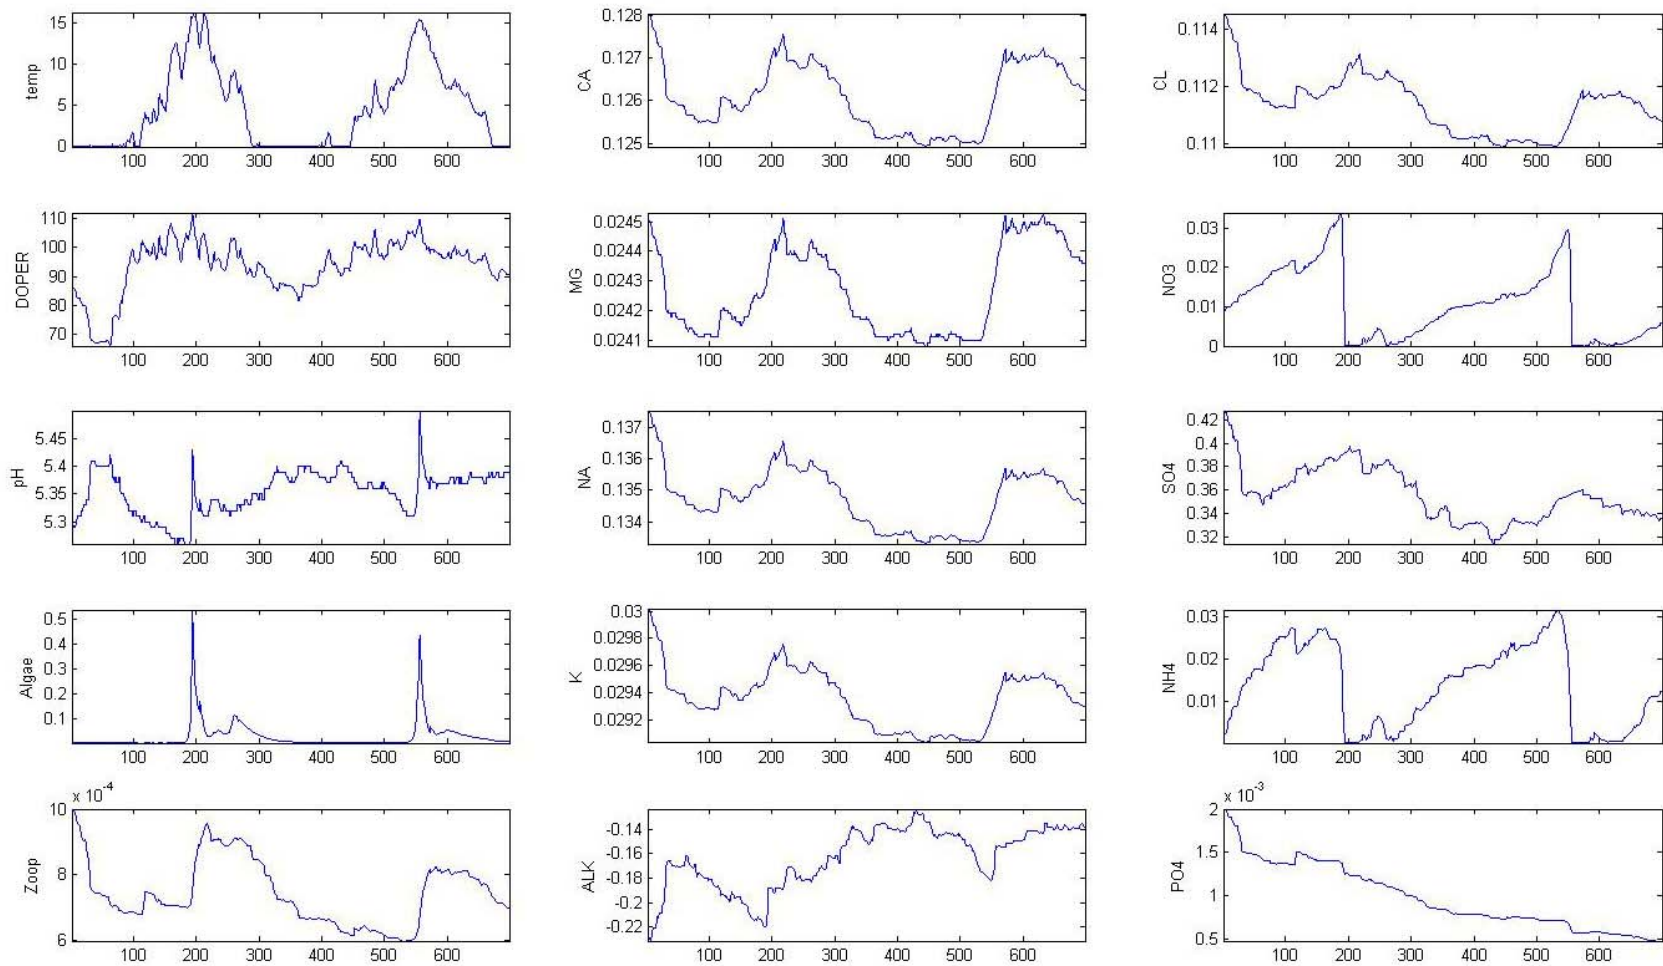 temp
15
10
5
0
100 200 300 400 500 600
CA
0.128
0.127
0.126
0.125
100 200 300 400 500 600
CL
0.114
0.112
0.11
100 200 300 400 500 600
DOPER
110
100
90
80
70
100 200 300 400 500 600
MG
0.0245
0.0244
0.0243
0.0242
0.0241
100 200 300 400 500 600
NO3
0.03
0.02
0.01
0
100 200 300 400 500 600
pH
5.45
5.4
5.35
5.3
100 200 300 400 500 600
NA
0.137
0.136
0.135
0.134
100 200 300 400 500 600
SO4
0.42
0.4
0.38
0.36
0.34
0.32
100 200 300 400 500 600
Algae
0.5
0.4
0.3
0.2
0.1
100 200 300 400 500 600
K
0.03
0.0298
0.0296
0.0294
0.0292
100 200 300 400 500 600
NH4
0.03
0.02
0.01
100 200 300 400 500 600
Zoop
x 10⁻⁴
10
8
6
100 200 300 400 500 600
ALK
-0.14
-0.16
-0.18
-0.2
-0.22
100 200 300 400 500 600
PO4
x 10⁻³
2
1.5
1
0.5
100 200 300 400 500 600